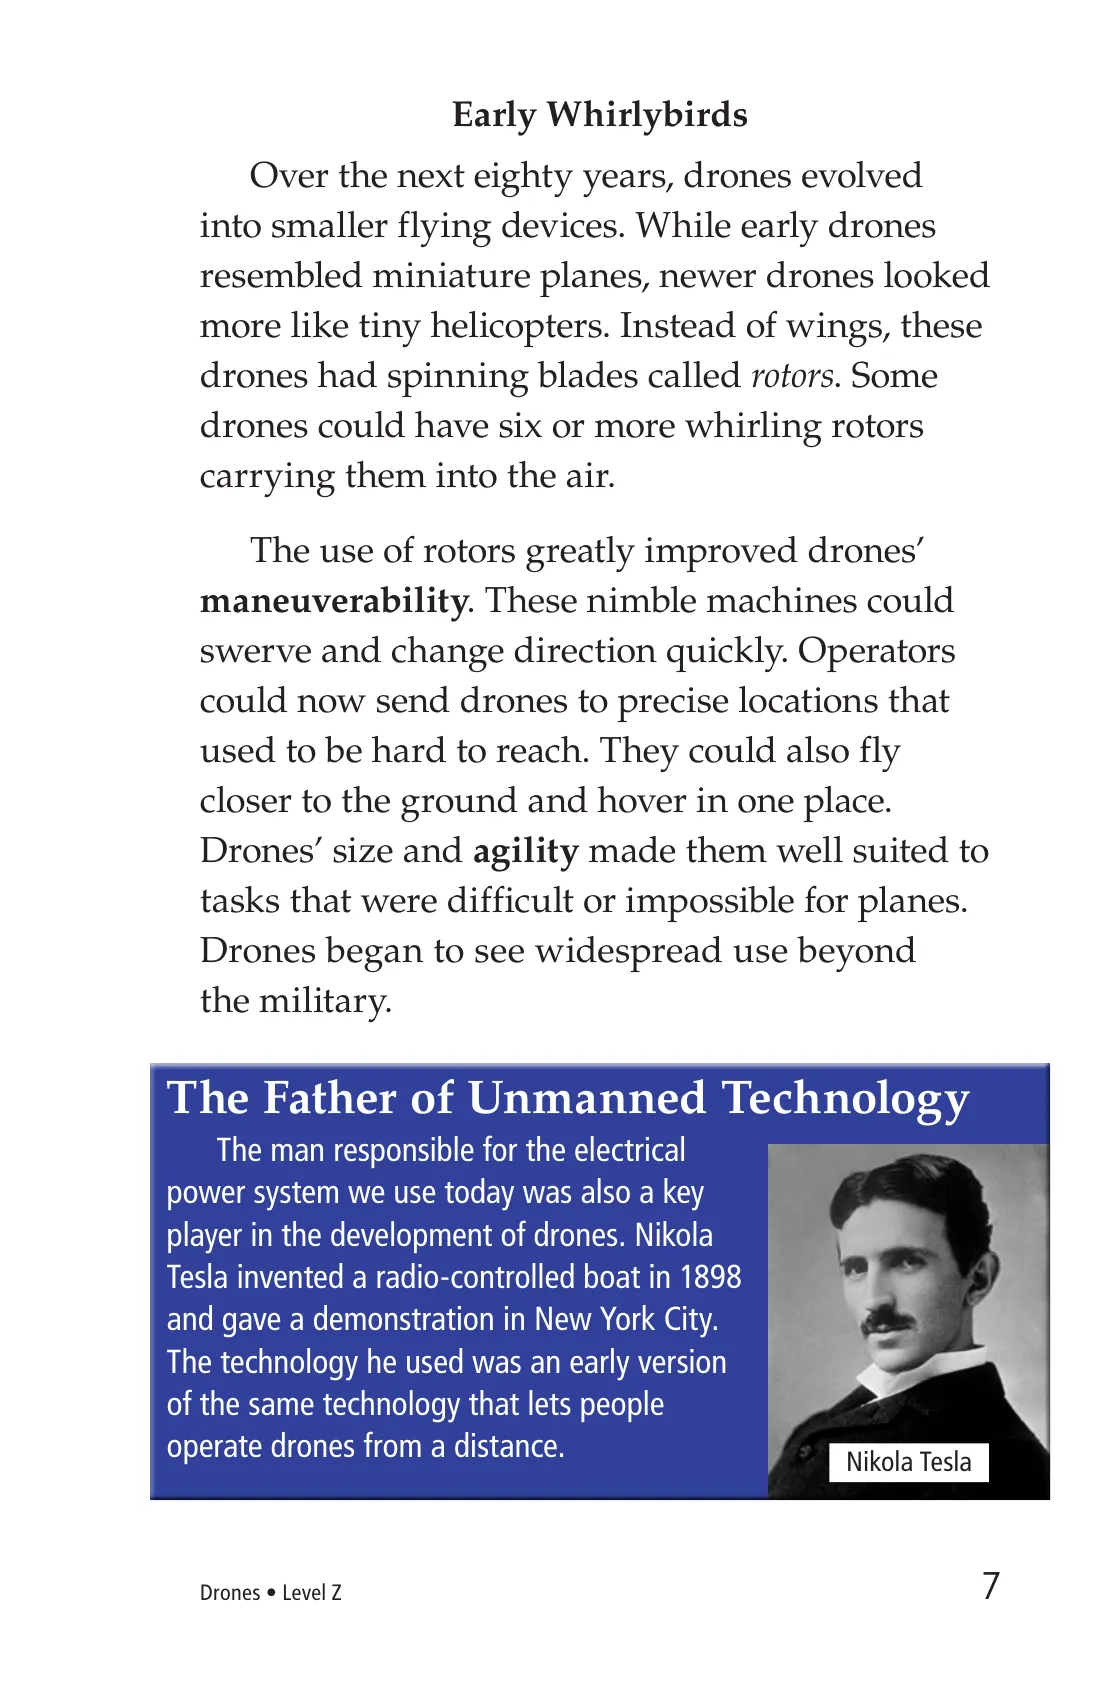 Early Whirlybirds
Over the next eighty years, drones evolved
into smaller flying devices. While early drones
resembled miniature planes, newer drones looked
more like tiny helicopters. Instead of wings, these
drones had spinning blades called rotors. Some
drones could have six or more whirling rotors
carrying them into the air.
The use of rotors greatly improved drones’
maneuverability. These nimble machines could
swerve and change direction quickly. Operators
could now send drones to precise locations that
used to be hard to reach. They could also fly
closer to the ground and hover in one place.
Drones’ size and agility made them well suited to
tasks that were difficult or impossible for planes.
Drones began to see widespread use beyond
the military.
The Father of Unmanned Technology
The man responsible for the electrical
power system we use today was also a key
player in the development of drones. Nikola
Tesla invented a radio-controlled boat in 1898
and gave a demonstration in New York City.
The technology he used was an early version
of the same technology that lets people
operate drones from a distance.
Nikola Tesla
Drones • Level Z
7